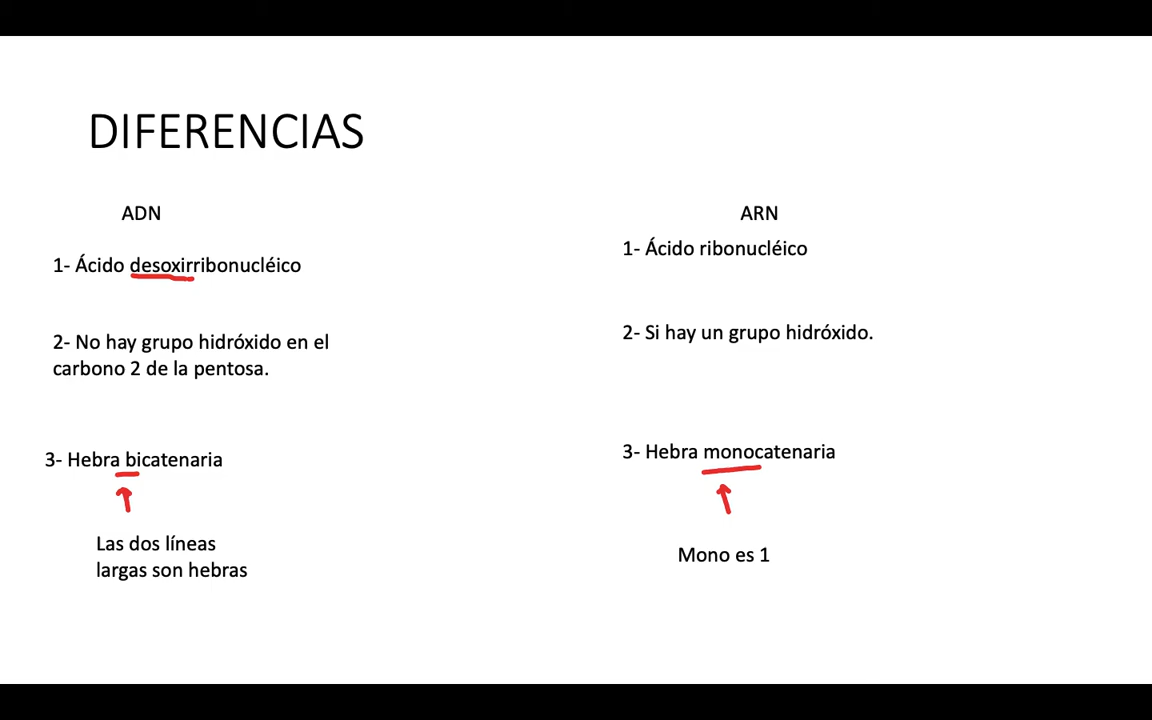 DIFERENCIAS
ADN
1- Ácido desoxirribonucléico
2- No hay grupo hidróxido en el
carbono 2 de la pentosa.
3- Hebra bicatenaria
Las dos líneas
largas son hebras
ARN
1- Ácido ribonucléico
2- Si hay un grupo hidróxido.
3- Hebra monocatenaria
Mono es 1